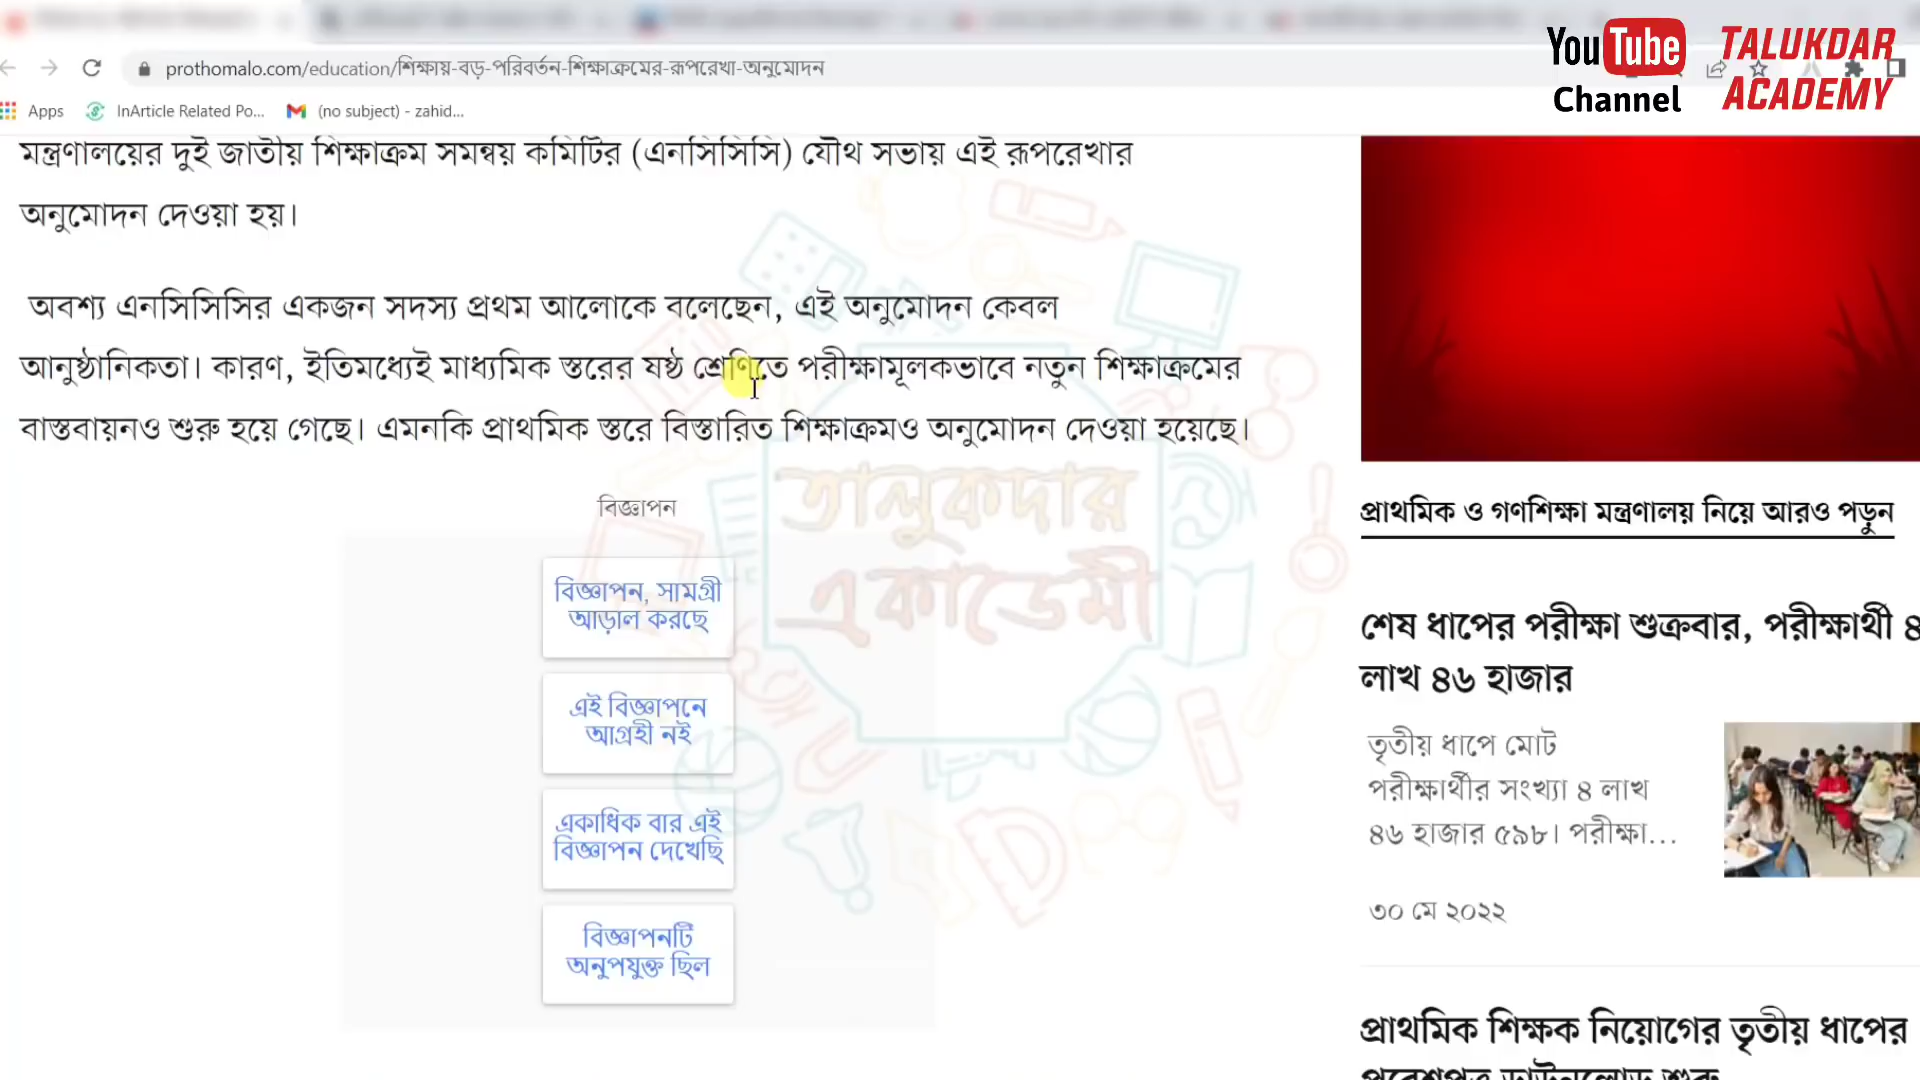 YouTube
Channel
TALUKDAR
ACADEMY
prothomalo.com/education/শিক্ষায়-বড়-পরিবর্তন-শিক্ষাক্রমের-রূপরেখা-অনুমোদন
Apps
InArticle Related Po...
(no subject) - zahid...
মন্ত্রণালয়ের দুই জাতীয় শিক্ষাক্রম সমন্বয় কমিটির (এনসিসিসি) যৌথ সভায় এই রূপরেখার
অনুমোদন দেওয়া হয়।
অবশ্য এনসিসিসির একজন সদস্য প্রথম আলোকে বলেছেন, এই অনুমোদন কেবল
আনুষ্ঠানিকতা। কারণ, ইতিমধ্যেই মাধ্যমিক স্তরের ষষ্ঠ শ্রেণিতে পরীক্ষামূলকভাবে নতুন শিক্ষাক্রমের
বাস্তবায়নও শুরু হয়ে গেছে। এমনকি প্রাথমিক স্তরে বিস্তারিত শিক্ষাক্রমও অনুমোদন দেওয়া হয়েছে।
বিজ্ঞাপন
বিজ্ঞাপন, সামগ্রী
আড়াল করছে
এই বিজ্ঞাপনে
আগ্রহী নই
একাধিক বার এই
বিজ্ঞাপন দেখেছি
বিজ্ঞাপনটি
অনুপযুক্ত ছিল
তালুকদার
একাডেমী
প্রাথমিক ও গণশিক্ষা মন্ত্রণালয় নিয়ে আরও পড়ুন
শেষ ধাপের পরীক্ষা শুক্রবার, পরীক্ষার্থী ৪
লাখ ৪৬ হাজার
তৃতীয় ধাপে মোট
পরীক্ষার্থীর সংখ্যা ৪ লাখ
৪৬ হাজার ৫৯৮। পরীক্ষা...
৩০ মে ২০২২
প্রাথমিক শিক্ষক নিয়োগের তৃতীয় ধাপের